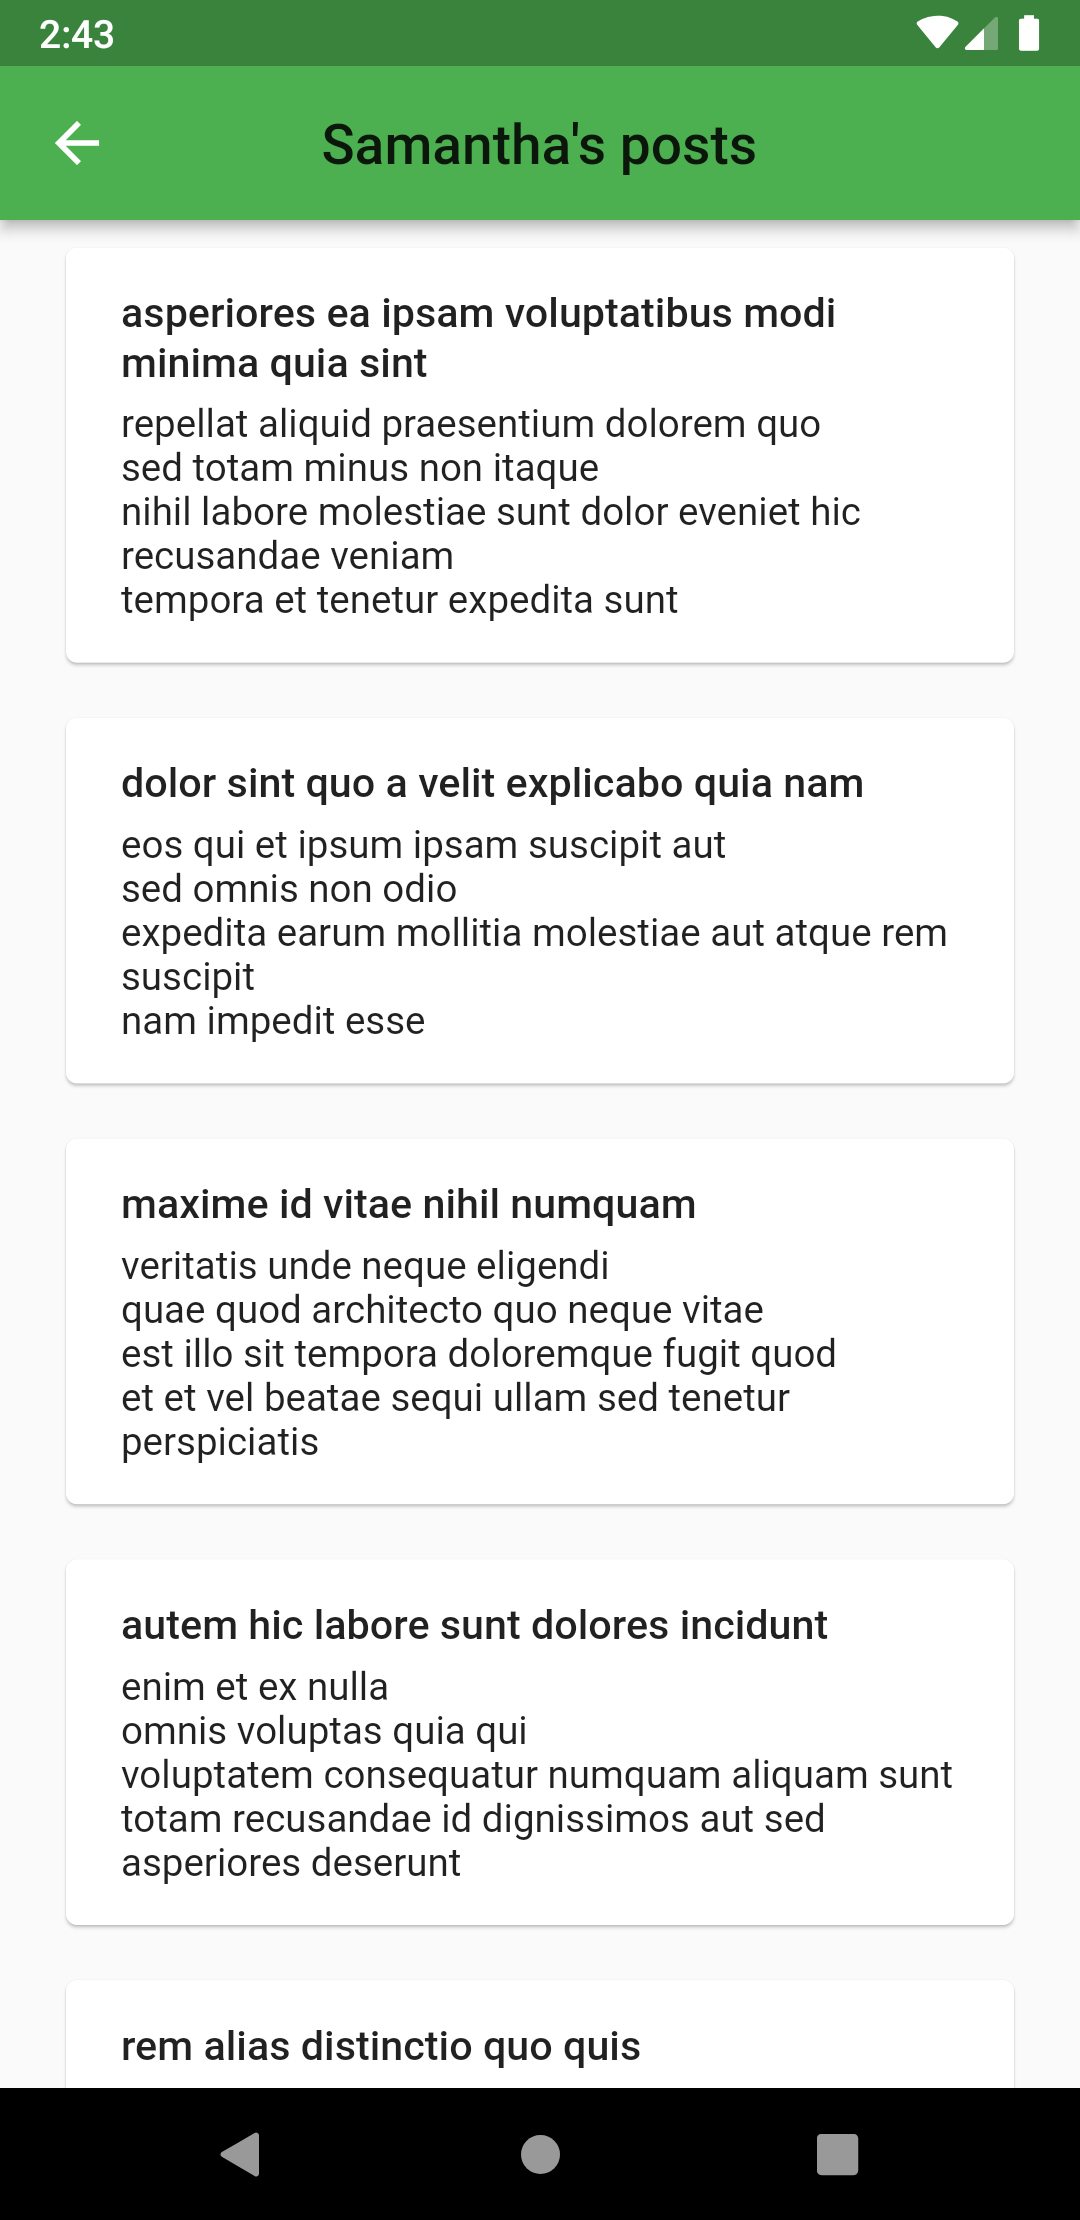 2:43
Samantha's posts
asperiores ea ipsam voluptatibus modi
minima quia sint
repellat aliquid praesentium dolorem quo
sed totam minus non itaque
nihil labore molestiae sunt dolor eveniet hic
recusandae veniam
tempora et tenetur expedita sunt
dolor sint quo a velit explicabo quia nam
eos qui et ipsum ipsam suscipit aut
sed omnis non odio
expedita earum mollitia molestiae aut atque rem
suscipit
nam impedit esse
maxime id vitae nihil numquam
veritatis unde neque eligendi
quae quod architecto quo neque vitae
est illo sit tempora doloremque fugit quod
et et vel beatae sequi ullam sed tenetur
perspiciatis
autem hic labore sunt dolores incidunt
enim et ex nulla
omnis voluptas quia qui
voluptatem consequatur numquam aliquam sunt
totam recusandae id dignissimos aut sed
asperiores deserunt
rem alias distinctio quo quis